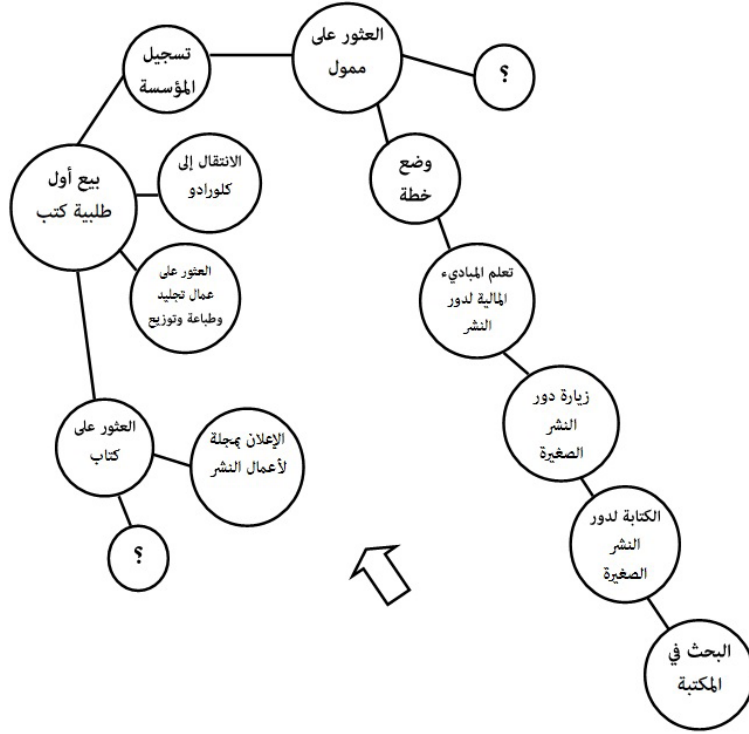 العثور على
ممول
؟
تسجيل
المؤسسة
وضع
خطة
الانتقال إلى
كلورادو
بيع أول
طلبية كتب
العثور على
عمال تجليد
وطباعة وتوزيع
تعلم المباديء
المالية لدور
النشر
زيارة دور
النشر
الصغيرة
العثور على
كتاب
الإعلان بمجلة
لأعمال النشر
؟
الكتابة لدور
النشر
الصغيرة
البحث في
المكتبة